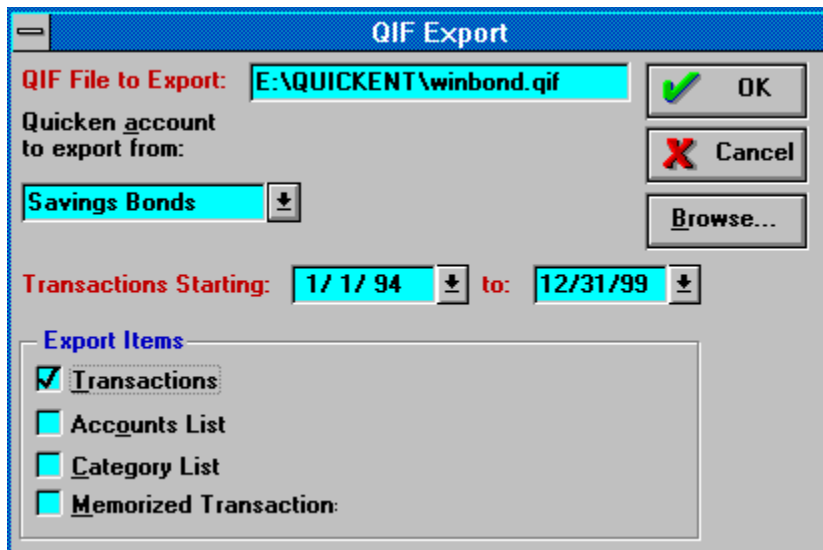 QIF Export
QIF File to Export: E:\QUICKENT\winbond.qif
OK
Quicken account
to export from:
Cancel
Savings Bonds
Browse...
Transactions Starting: 1/ 1/ 94 to: 12/31/99
Export Items
Transactions
Accounts List
Category List
Memorized Transaction